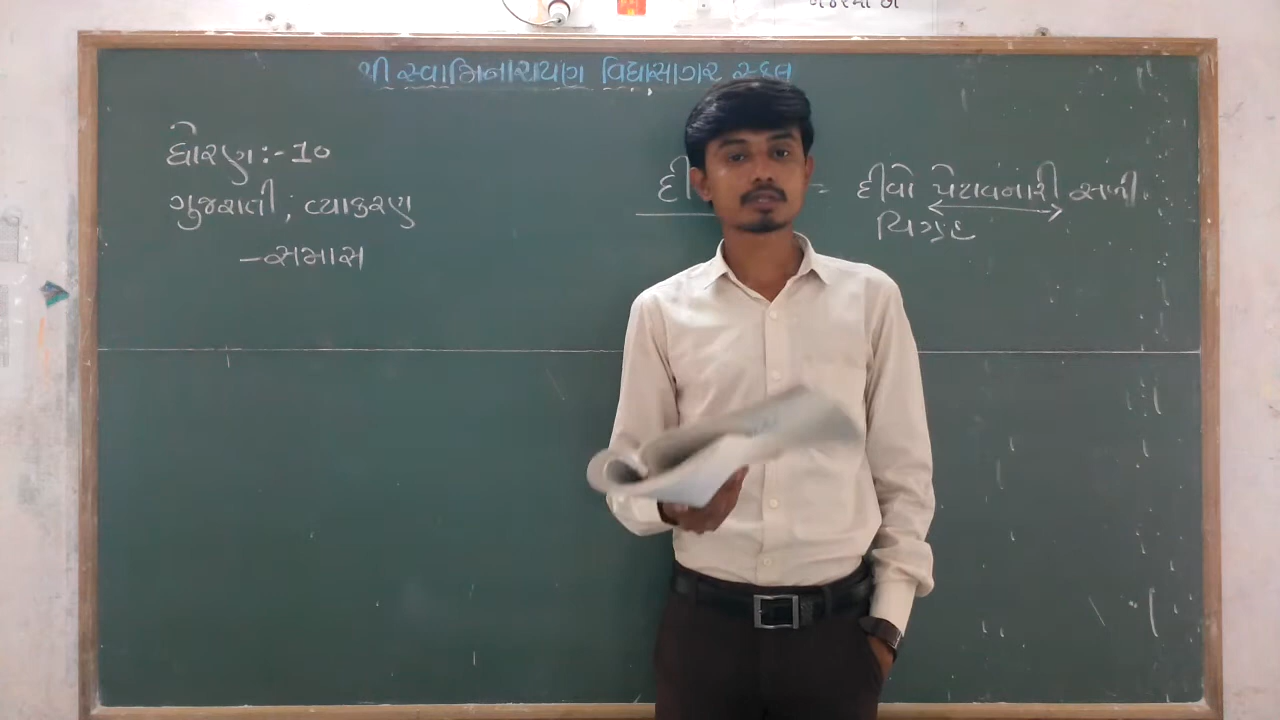 શ્રી સ્વામિનારાયણ વિદ્યાસાગર સ્કુલ
ધોરણ:-10
ગુજરાતી, વ્યાકરણ
-સમાસ
દી = દીવો પેટાવનારી સળી.
વિગ્રહ